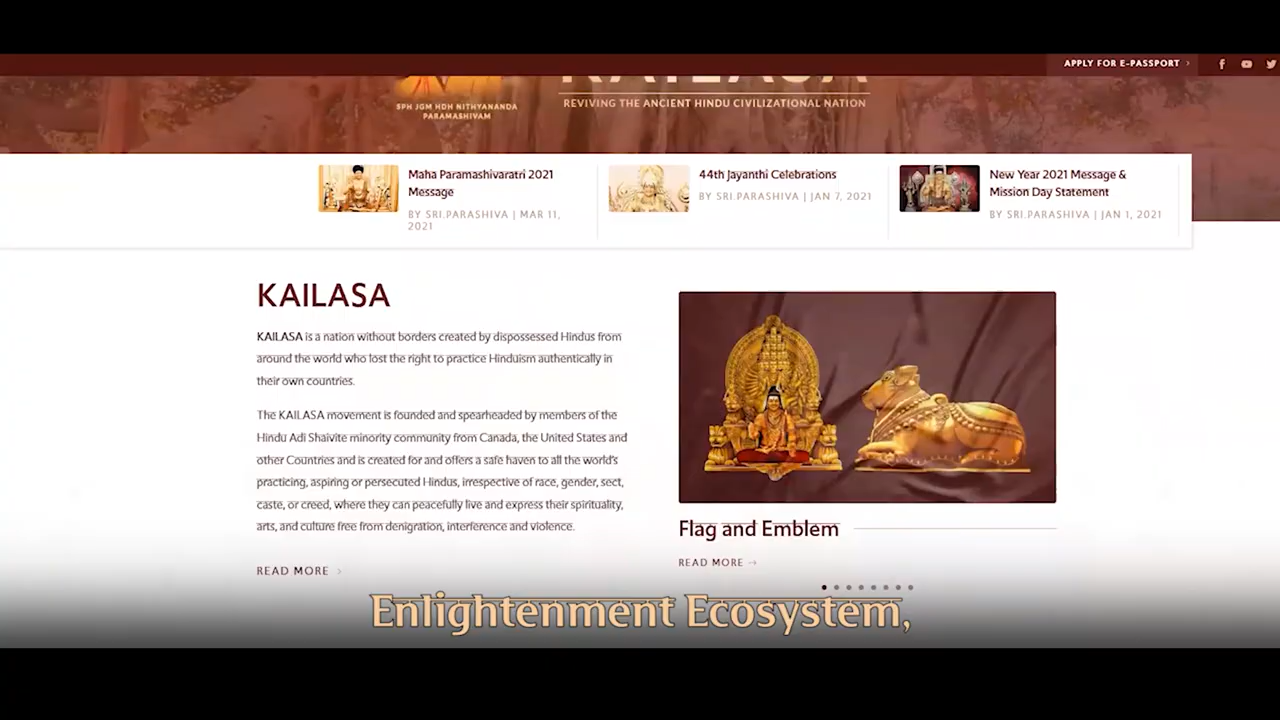 APPLY FOR E-PASSPORT ›
KAILASA
SPH JGM HDH NITHYANANDA
PARAMASHIVAM
REVIVING THE ANCIENT HINDU CIVILIZATIONAL NATION
Maha Paramashivaratri 2021
Message
BY SRI.PARASHIVA | MAR 11,
2021
44th Jayanthi Celebrations
BY SRI.PARASHIVA | JAN 7, 2021
New Year 2021 Message &
Mission Day Statement
BY SRI.PARASHIVA | JAN 1, 2021
KAILASA
KAILASA is a nation without borders created by dispossessed Hindus from
around the world who lost the right to practice Hinduism authentically in
their own countries.
The KAILASA movement is founded and spearheaded by members of the
Hindu Adi Shaivite minority community from Canada, the United States and
other Countries and is created for and offers a safe haven to all the world's
practicing, aspiring or persecuted Hindus, irrespective of race, gender, sect,
caste, or creed, where they can peacefully live and express their spirituality,
arts, and culture free from denigration, interference and violence.
READ MORE ›
Flag and Emblem
READ MORE →
Enlightenment Ecosystem,